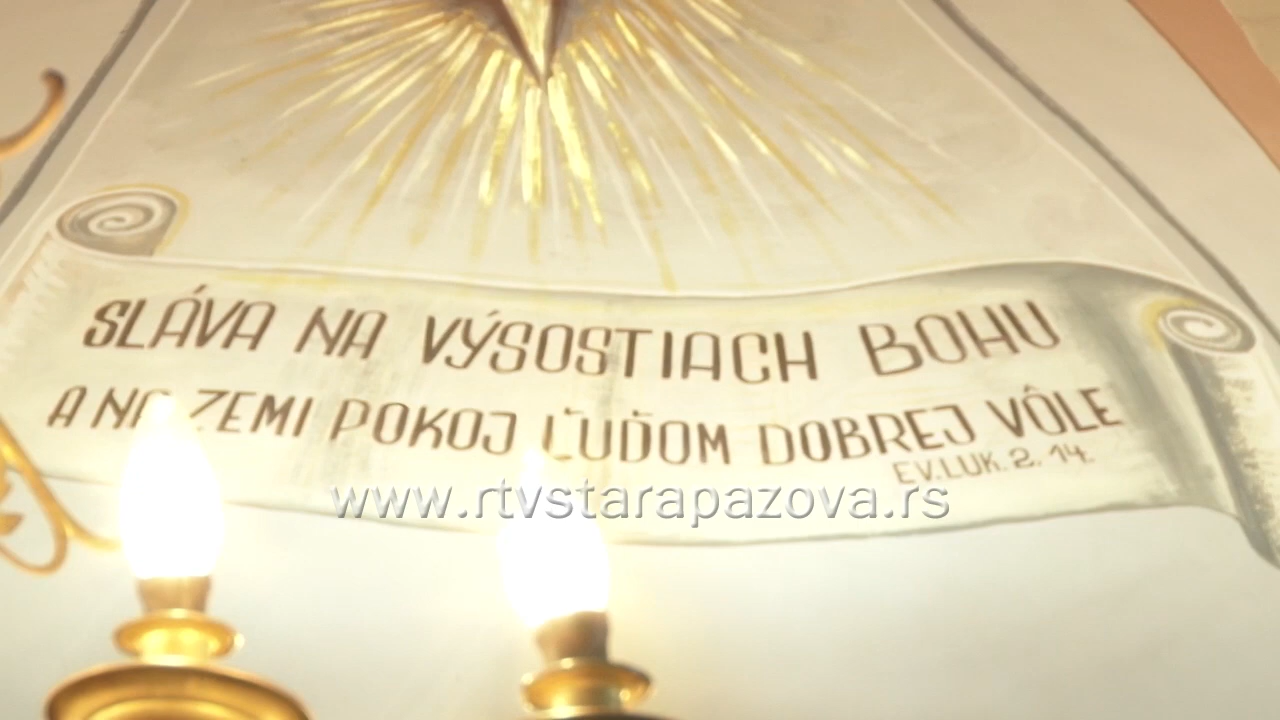 SLÁVA NA VÝSOSTIACH BOHU
A NA ZEMI POKOJ ĽUĎOM DOBREJ VÔLE
EV. LUK. 2. 14.
www.rtvstarapazova.rs